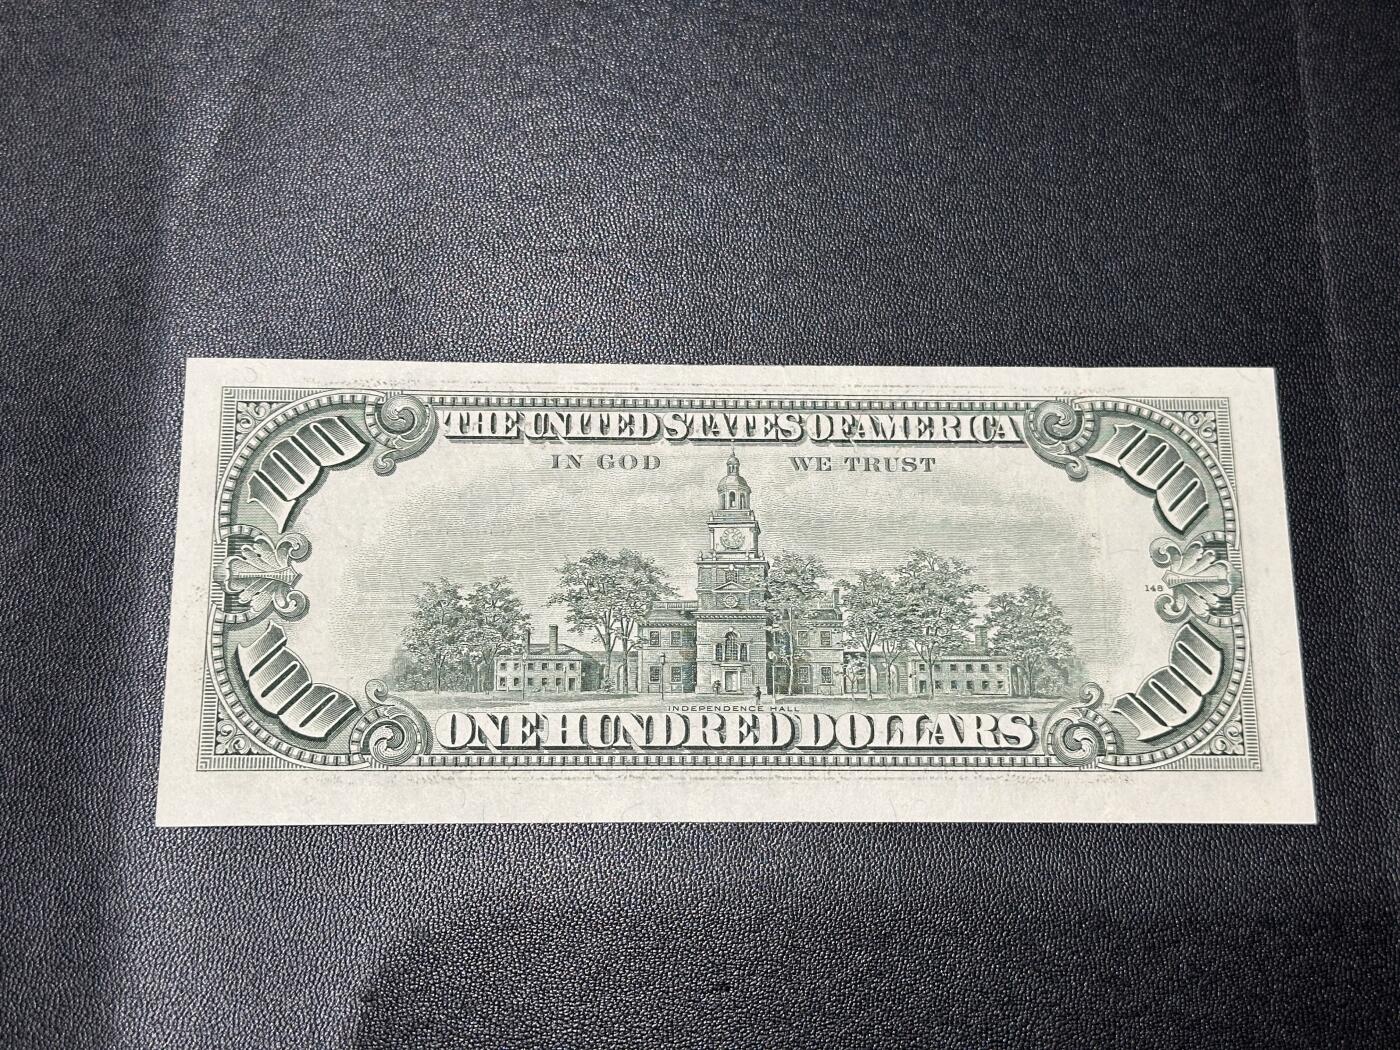 THE UNITED STATES OF AMERICA
100
100
IN GOD WE TRUST
148
100
100
INDEPENDENCE HALL
ONE HUNDRED DOLLARS